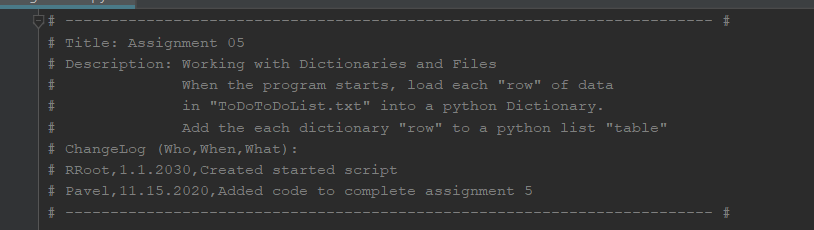 # ------------------------------------------------------------------------ #
# Title: Assignment 05
# Description: Working with Dictionaries and Files
#              When the program starts, load each "row" of data
#              in "ToDoToDoList.txt" into a python Dictionary.
#              Add the each dictionary "row" to a python list "table"
# ChangeLog (Who,When,What):
# RRoot,1.1.2030,Created started script
# Pavel,11.15.2020,Added code to complete assignment 5
# ------------------------------------------------------------------------ #